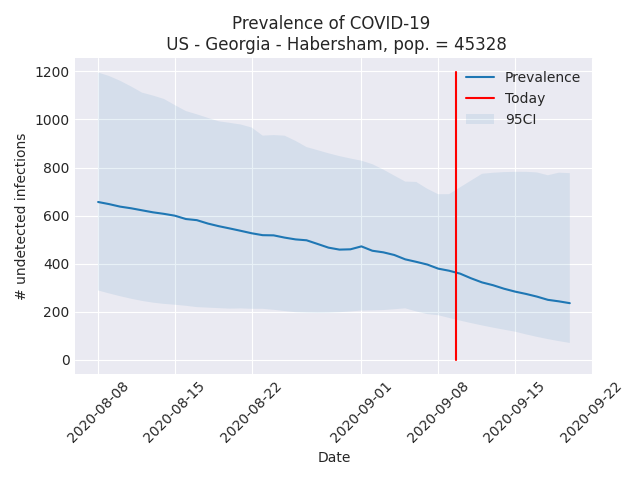 Prevalence of COVID-19
US - Georgia - Habersham, pop. = 45328
1200
1000
800
600
400
200
0
# undetected infections
Prevalence
Today
95CI
2020-08-08
2020-08-15
2020-08-22
2020-09-01
2020-09-08
2020-09-15
2020-09-22
Date